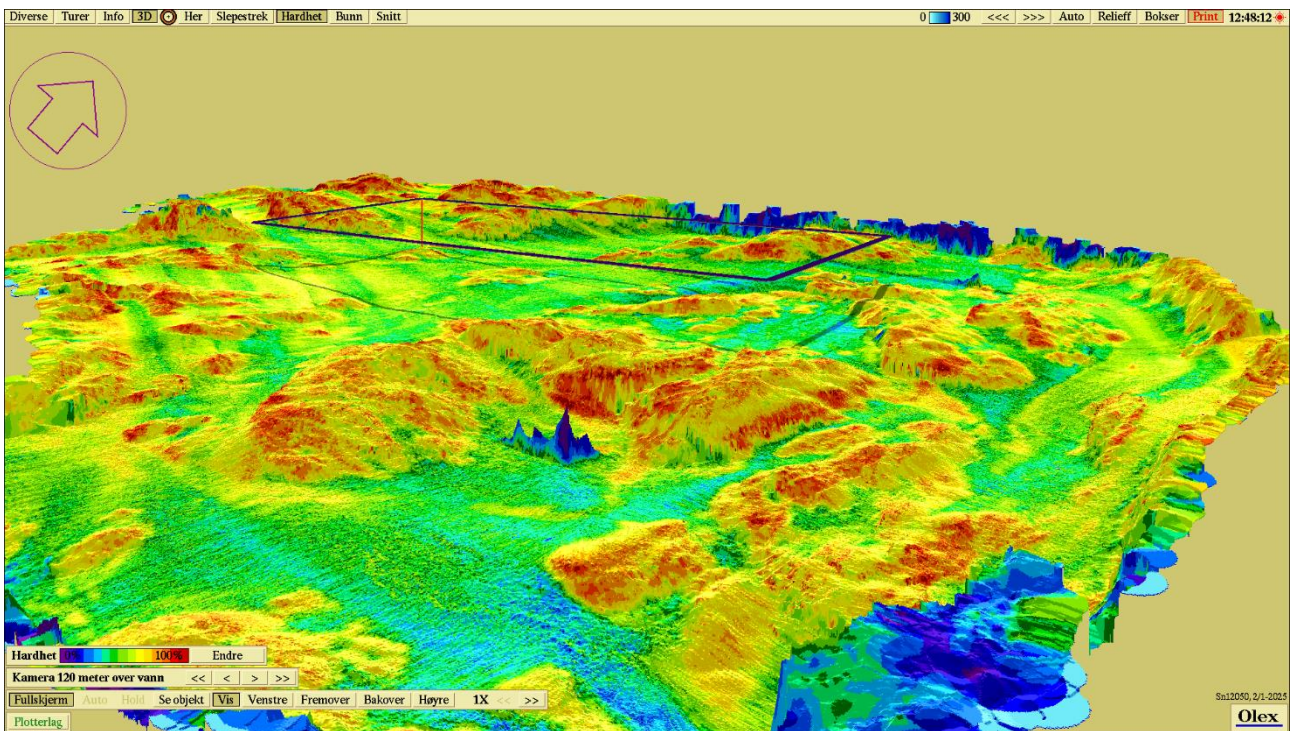 Diverse Turer Info 3D Her Slepestrek Hardhet Bunn Snitt 0 300 <<< >>> Auto Relieff Bokser Print 12:48:12
Hardhet 0% 100% Endre
Kamera 120 meter over vann << < > >>
Fullskjerm Auto Hold Se objekt Vis Venstre Fremover Bakover Høyre 1X << >>
Sn12050, 2/1-2025
Plotterlag
Olex